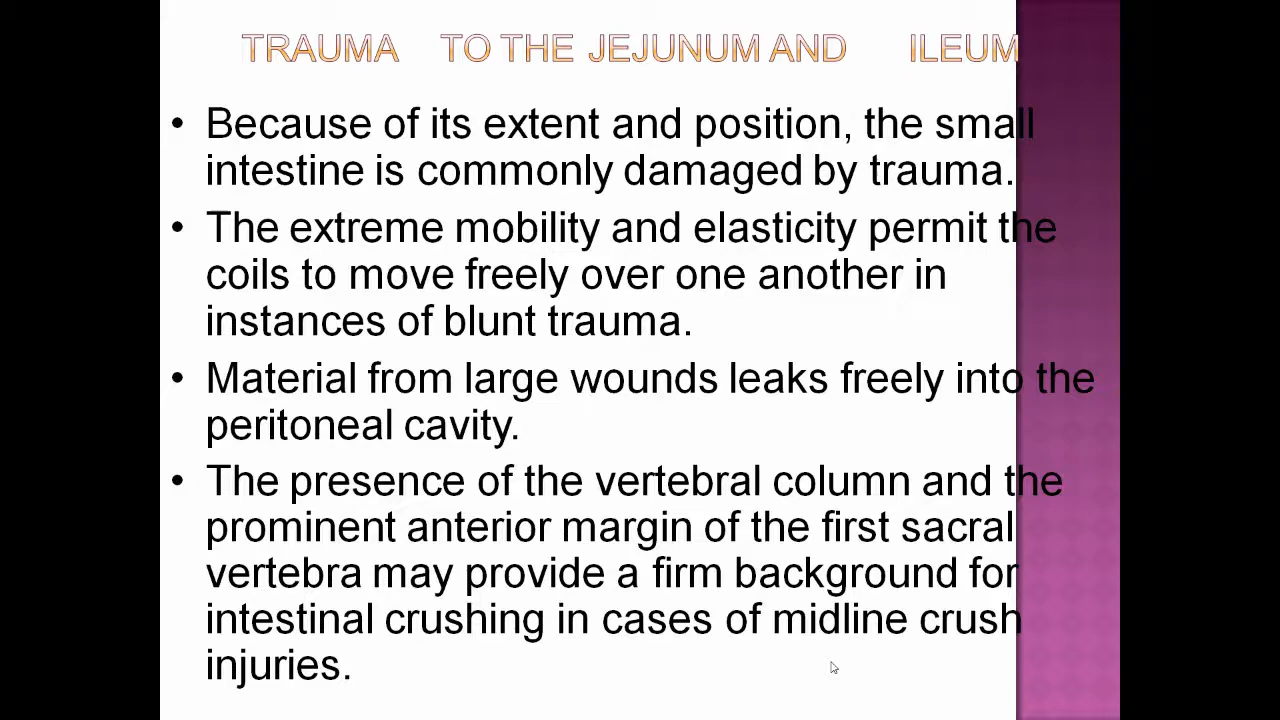 TRAUMA TO THE JEJUNUM AND ILEUM
• Because of its extent and position, the small
intestine is commonly damaged by trauma.
• The extreme mobility and elasticity permit the
coils to move freely over one another in
instances of blunt trauma.
• Material from large wounds leaks freely into the
peritoneal cavity.
• The presence of the vertebral column and the
prominent anterior margin of the first sacral
vertebra may provide a firm background for
intestinal crushing in cases of midline crush
injuries.